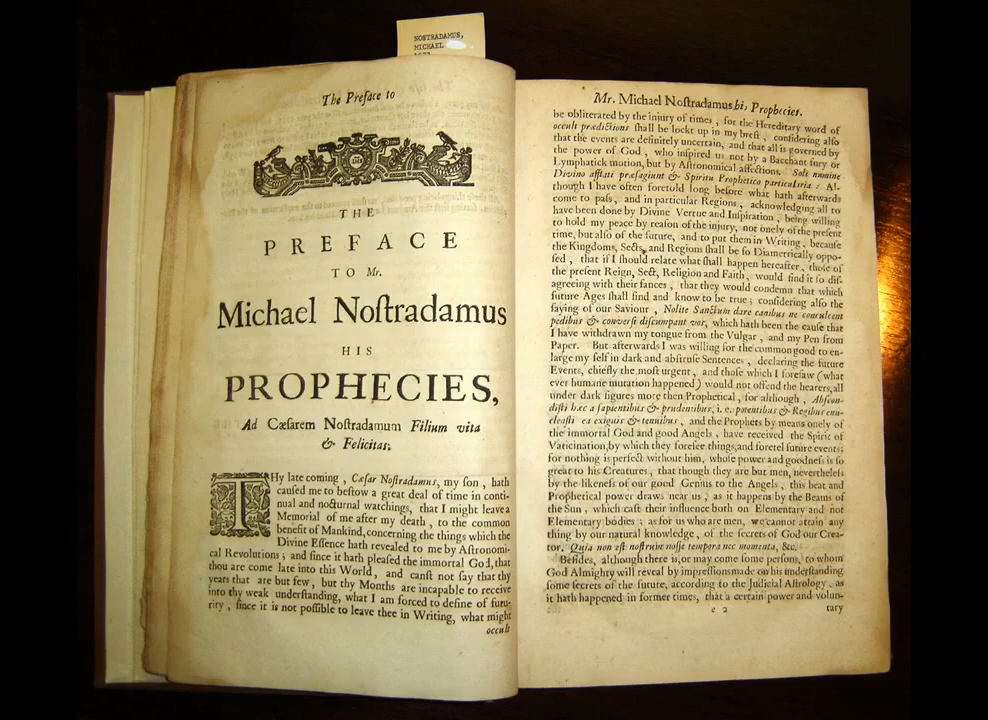 NOSTRADAMUS,
MICHAEL
The Preface to
THE
PREFACE
TO Mr.
Michael Noſtradamus
HIS
PROPHECIES,
Ad Cæſarem Noſtradamum Filium vita
& Felicitas.
THy late coming, Cæſar Noſtradamus, my ſon, hath
cauſed me to beſtow a great deal of time in conti-
nual and nocturnal watchings, that I might leave a
Memorial of me after my death, to the common
benefit of Mankind, concerning the things which the
Divine Eſſence hath revealed to me by Aſtronomi-
cal Revolutions; and ſince it hath pleaſed the immortal God, that
thou are come late into this World, and canſt not ſay that thy
years that are but few, but thy Months are incapable to receive
into thy weak underſtanding, what I am forced to define of futu-
rity, ſince it is not poſſible to leave thee in Writing, what might
occult
Mr. Michael Noſtradamus his Prophecies.
be obliterated by the injury of times, for the Hereditary word of
occult prædictions ſhall be lockt up in my breſt, conſidering alſo
that the events are definitely uncertain, and that all is governed by
the power of God, who inſpired us not by a Bacchant fury or
Lymphatick motion, but by Aſtronomical affections. Sole numine
Divino afflati præſagiunt & Spiritu Prophetico particularia: Al-
though I have often foretold long before what hath afterwards
come to paſs, and in particular Regions, acknowledging all to
have been done by Divine Vertue and Inſpiration, being willing
to hold my peace by reaſon of the injury, not onely of the preſent
time, but alſo of the future, and to put them in Writing, becauſe
the Kingdoms, Sects, and Regions ſhall be ſo Diametrically oppo-
ſed, that if I ſhould relate what ſhall happen hereafter, thoſe of
the preſent Reign, Sect, Religion and Faith, would find it ſo diſ-
agreeing with their fances, that they would condemn that which
future Ages ſhall find and know to be true; conſidering alſo the
ſaying of our Saviour, Nolite Sanctum dare canibus ne conculcent
pedibus & converſi diſcumpant vos, which hath been the cauſe that
I have withdrawn my tongue from the Vulgar, and my Pen from
Paper. But afterwards I was willing for the common good to en-
large my ſelf in dark and abſtruſe Sentences, declaring the future
Events, chiefly the moſt urgent, and thoſe which I foreſaw (what
ever humane mutation happened) would not offend the hearers, all
under dark figures more then Prophetical, for although, Abſcon-
diſti hæc a ſapientibus & prudentibus, i. e. potentibus & Regibus enu-
cleaſti ea exiguis & tennibus, and the Prophets by means onely of
the immortal God and good Angels, have received the Spirit of
Vaticination, by which they foreſee things, and foretel future events;
for nothing is perfect without him, whoſe power and goodneſs is ſo
great to his Creatures, that though they are but men, nevertheleſs
by the likeneſs of our good Genius to the Angels, this heat and
Prophetical power draws near us, as it happens by the Beams of
the Sun, which caſt their influence both on Elementary and not
Elementary bodies; as for us who are men, we cannot attain any
thing by our natural knowledge, of the ſecrets of God our Crea-
tor. Quia non eſt noſtrum noſſe tempora nec momenta, &c.
Beſides, although there is, or may come ſome perſons, to whom
God Almighty will reveal by impreſſions made on his underſtanding
ſome ſecrets of the future, according to the Judicial Aſtrology, as
it hath happened in former times, that a certain power and volun-
e 2 tary